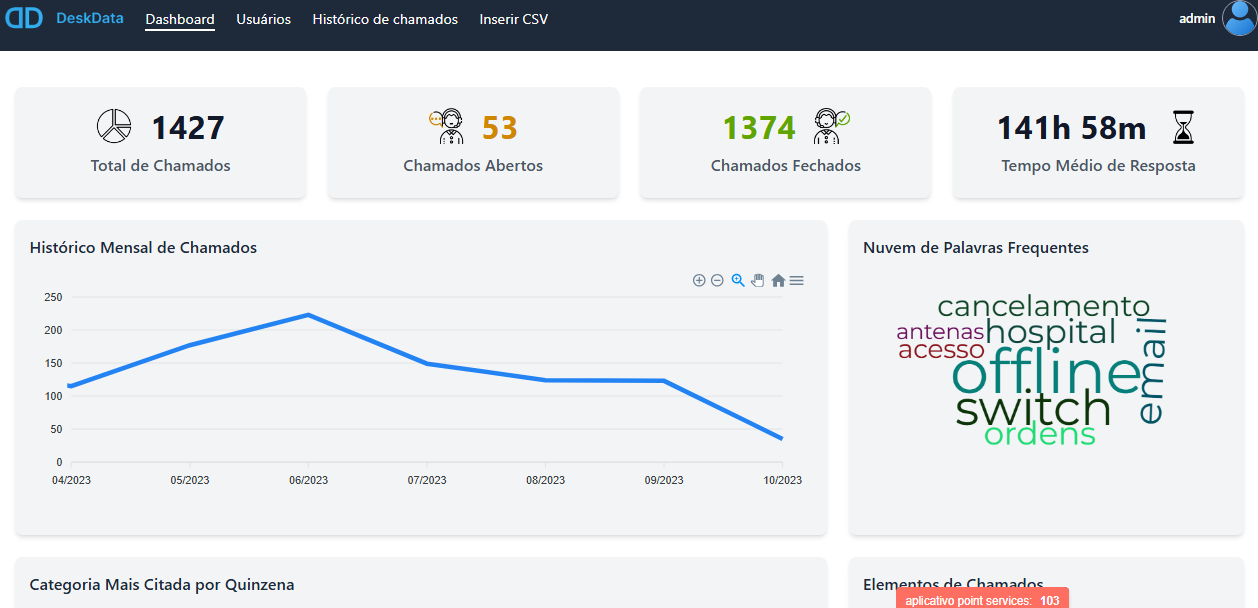 DeskData Dashboard Usuários Histórico de chamados Inserir CSV admin
1427
Total de Chamados
53
Chamados Abertos
1374
Chamados Fechados
141h 58m
Tempo Médio de Resposta
Histórico Mensal de Chamados
250
200
150
100
50
0
04/2023 05/2023 06/2023 07/2023 08/2023 09/2023 10/2023
Nuvem de Palavras Frequentes
cancelamento
antenas hospital
acesso
offline
email
switch
ordens
Categoria Mais Citada por Quinzena
Elementos de Chamados
aplicativo point services: 103